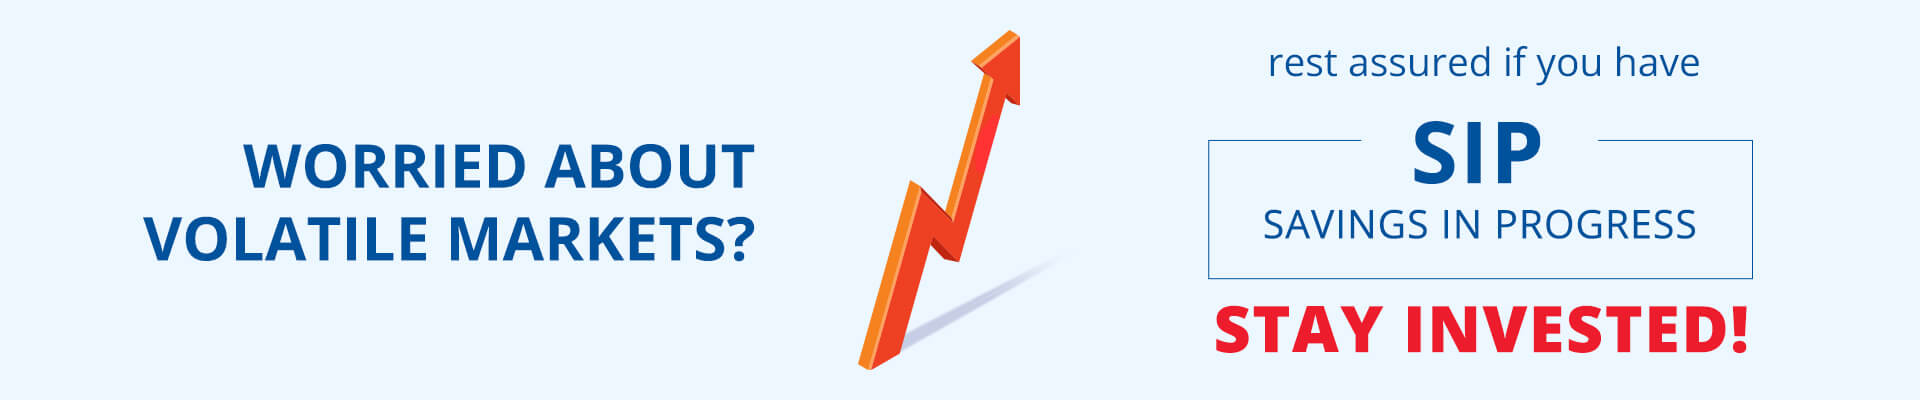 WORRIED ABOUT
VOLATILE MARKETS?
rest assured if you have
SIP
SAVINGS IN PROGRESS
STAY INVESTED!